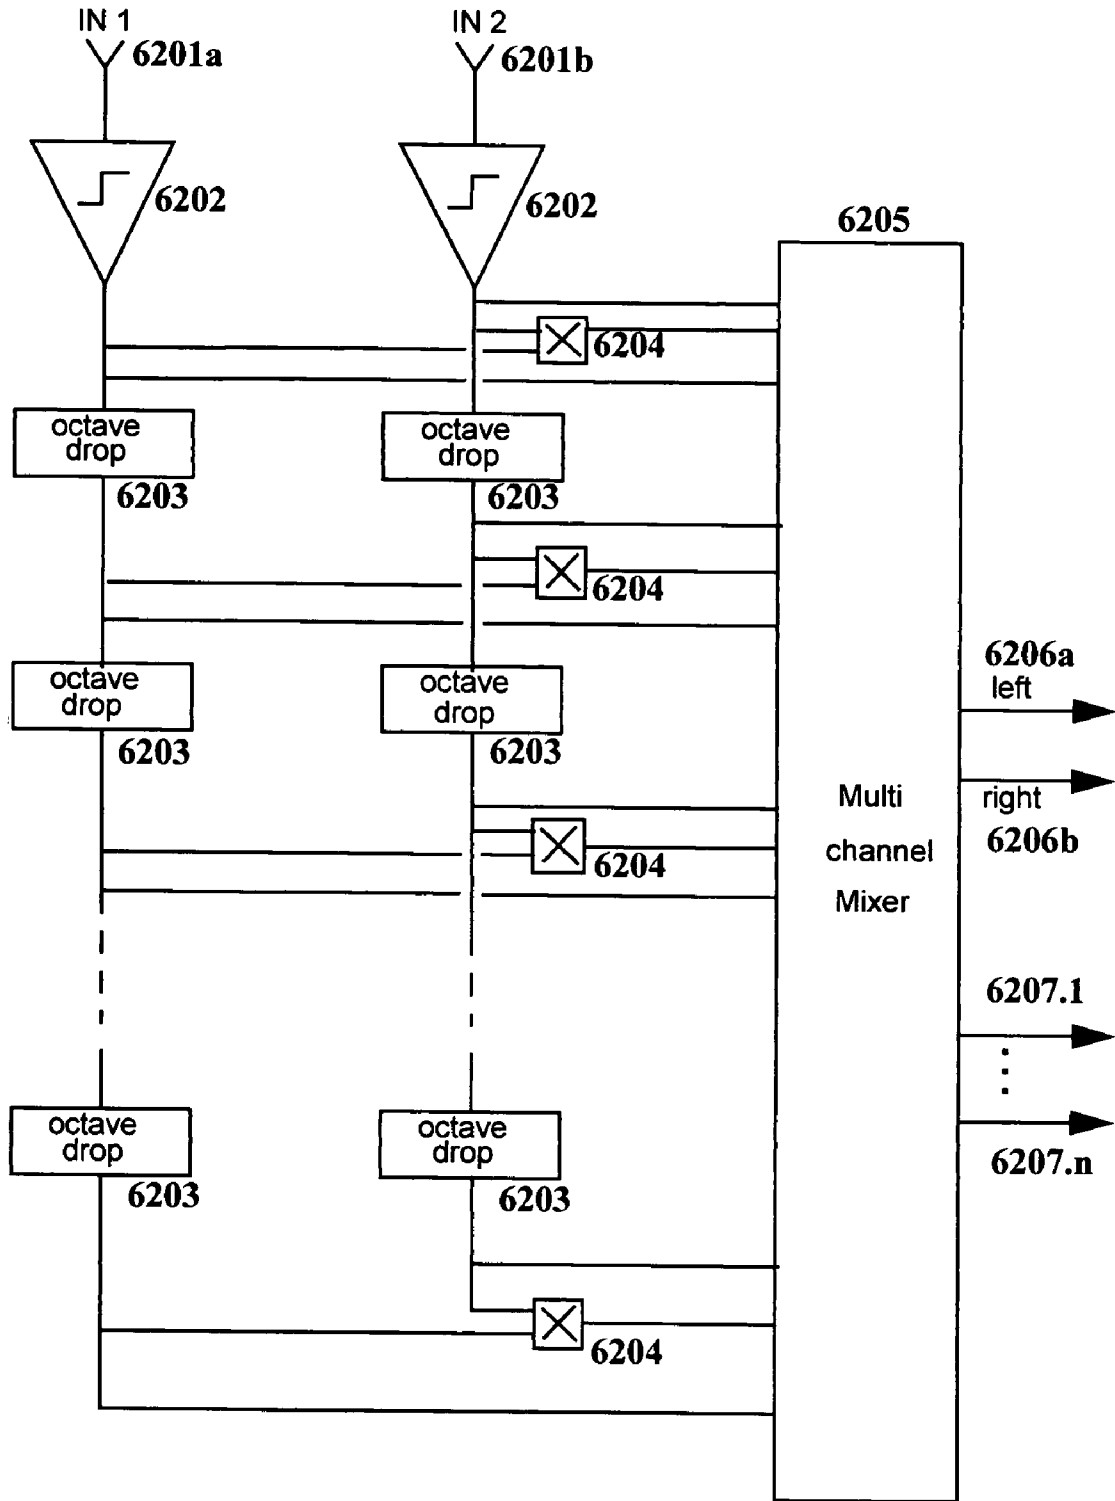 IN 1
6201a
IN 2
6201b
6202
6202
6205
6204
octave
drop
6203
octave
drop
6203
6204
octave
drop
6203
octave
drop
6203
6206a
left
right
6206b
Multi
channel
Mixer
6204
6207.1
6207.n
octave
drop
6203
octave
drop
6203
6204